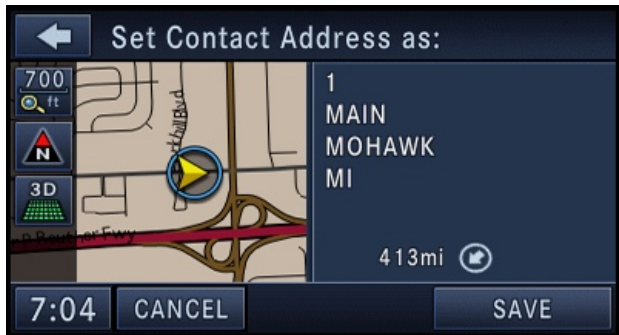 Set Contact Address as:
700
ft
N
3D
1
MAIN
MOHAWK
MI
413mi
7:04
CANCEL
SAVE